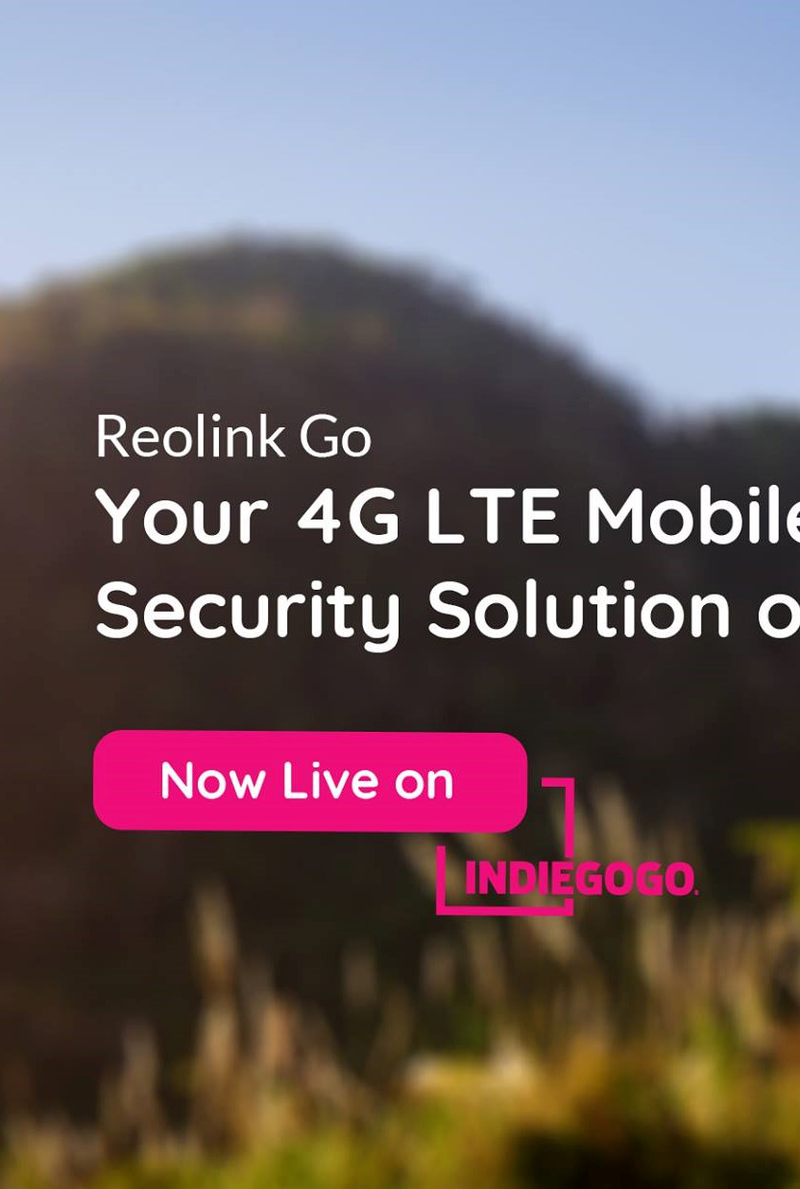 Reolink Go
Your 4G LTE Mobile
Security Solution
Now Live on
INDIEGOGO